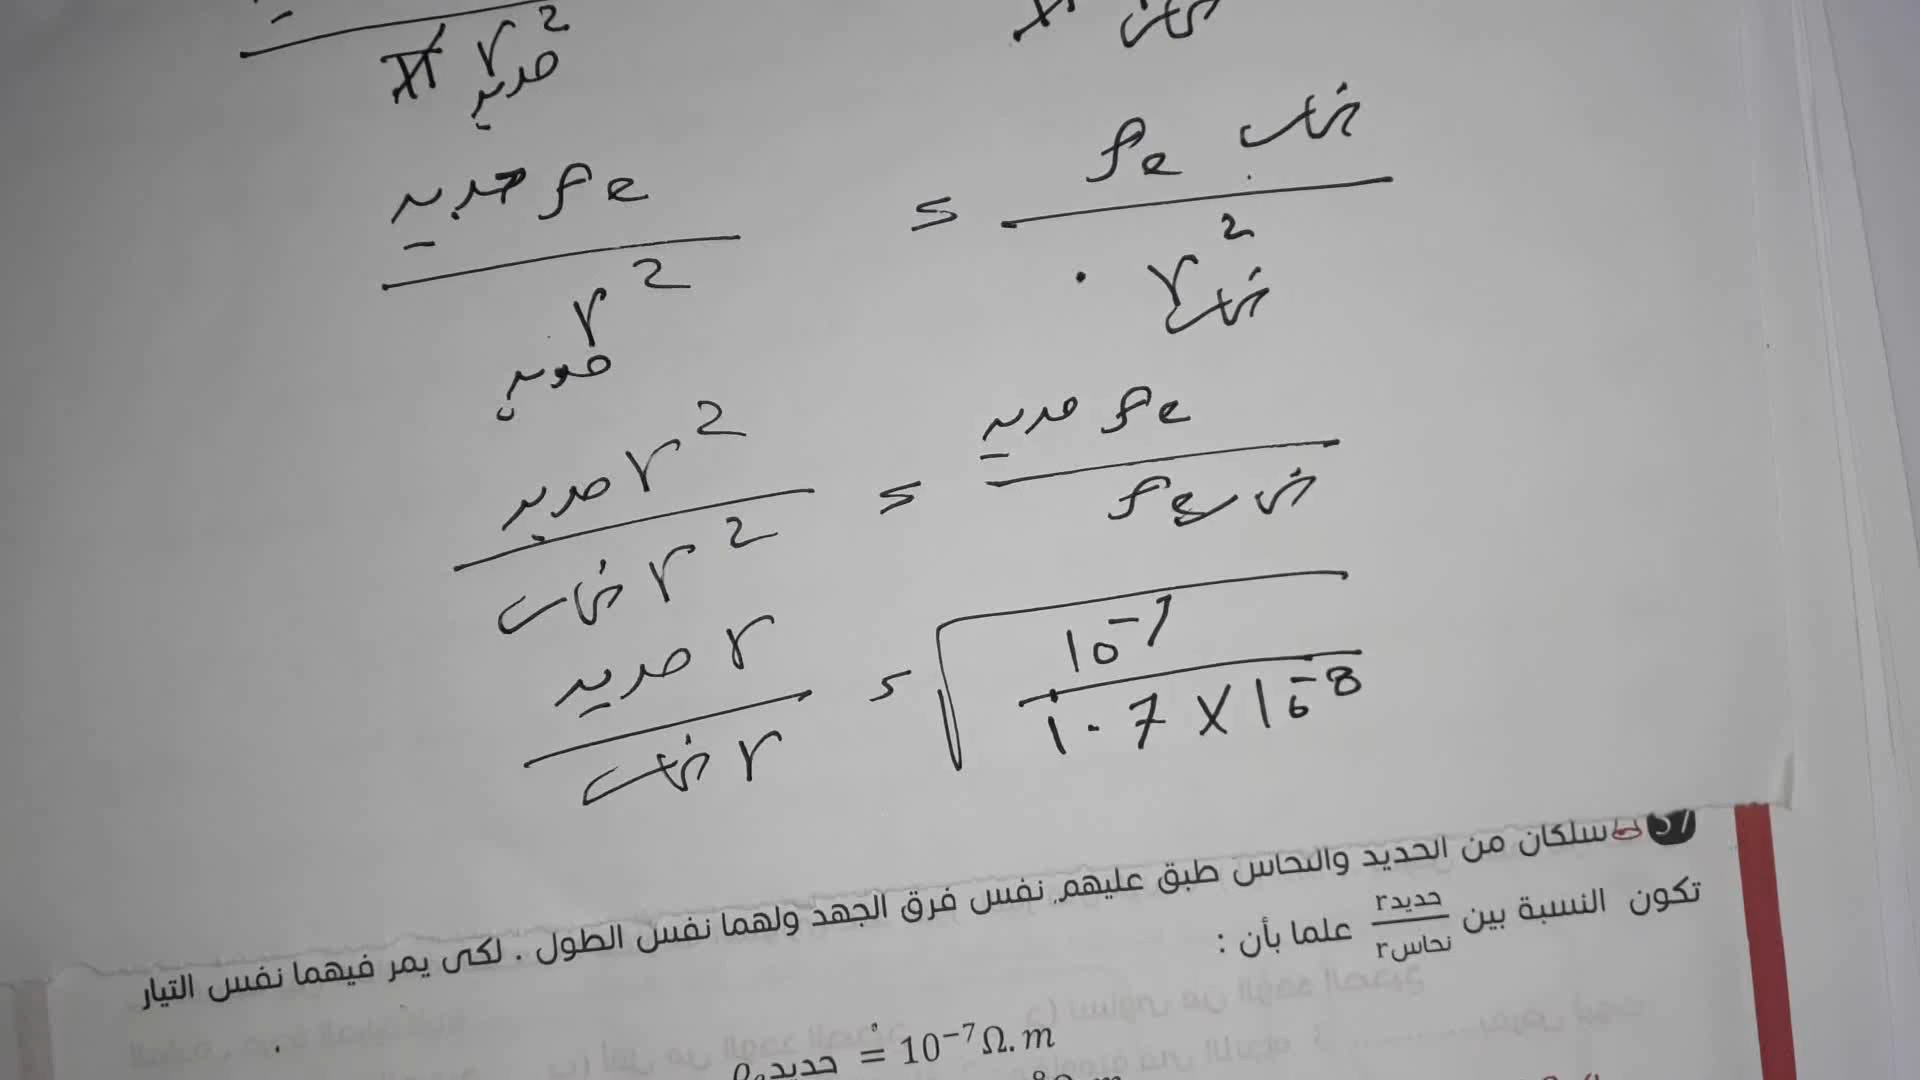 π r² حديد
ρe حديد / r² حديد = ρe نحاس / r² نحاس
r² حديد / r² نحاس = ρe حديد / ρe نحاس
r حديد / r نحاس = √(10⁻⁷ / 1.7 × 10⁻⁸)
سلكان من الحديد والنحاس طبق عليهم نفس فرق الجهد ولهما نفس الطول . لكى يمر فيهما نفس التيار
تكون النسبة بين r حديد / r نحاس علما بأن :
حديد = 10⁻⁷ Ω.m